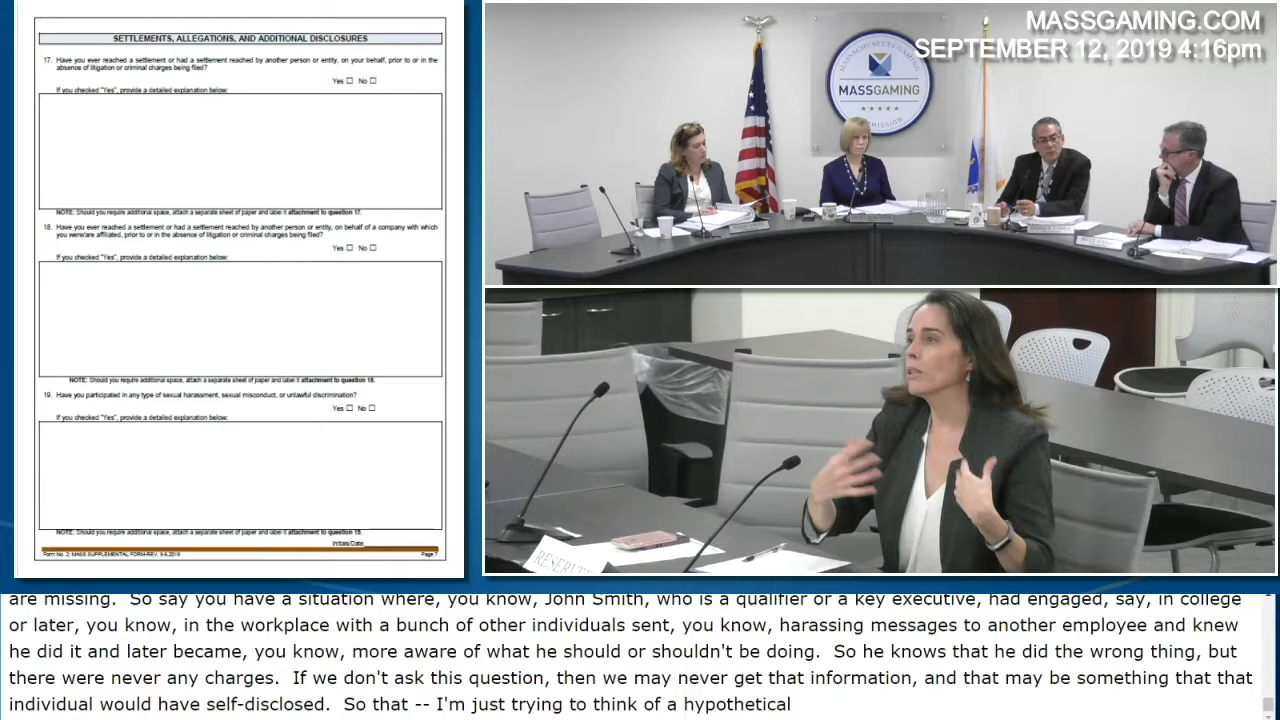 SETTLEMENTS, ALLEGATIONS, AND ADDITIONAL DISCLOSURES
17. Have you ever reached a settlement or had a settlement reached by another person or entity, on your behalf, prior to or in the
absence of litigation or criminal charges being filed?
Yes ☐ No ☐
If you checked "Yes", provide a detailed explanation below:
NOTE: Should you require additional space, attach a separate sheet of paper and label it attachment to question 17.
18. Have you ever reached a settlement or had a settlement reached by another person or entity, on behalf of a company with which
you were/are affiliated, prior to or in the absence of litigation or criminal charges being filed?
Yes ☐ No ☐
If you checked "Yes", provide a detailed explanation below:
NOTE: Should you require additional space, attach a separate sheet of paper and label it attachment to question 18.
19. Have you participated in any type of sexual harassment, sexual misconduct, or unlawful discrimination?
Yes ☐ No ☐
If you checked "Yes", provide a detailed explanation below:
NOTE: Should you require additional space, attach a separate sheet of paper and label it attachment to question 19.
Initials/Date:
Form No. 2: MASS SUPPLEMENTAL FORM-REV. 9.6.2019 Page 7
MASSGAMING.COM
SEPTEMBER 12, 2019 4:16pm
MASSACHUSETTS GAMING
MASSGAMING
RESERVED
are missing. So say you have a situation where, you know, John Smith, who is a qualifier or a key executive, had engaged, say, in college
or later, you know, in the workplace with a bunch of other individuals sent, you know, harassing messages to another employee and knew
he did it and later became, you know, more aware of what he should or shouldn't be doing. So he knows that he did the wrong thing, but
there were never any charges. If we don't ask this question, then we may never get that information, and that may be something that that
individual would have self-disclosed. So that -- I'm just trying to think of a hypothetical